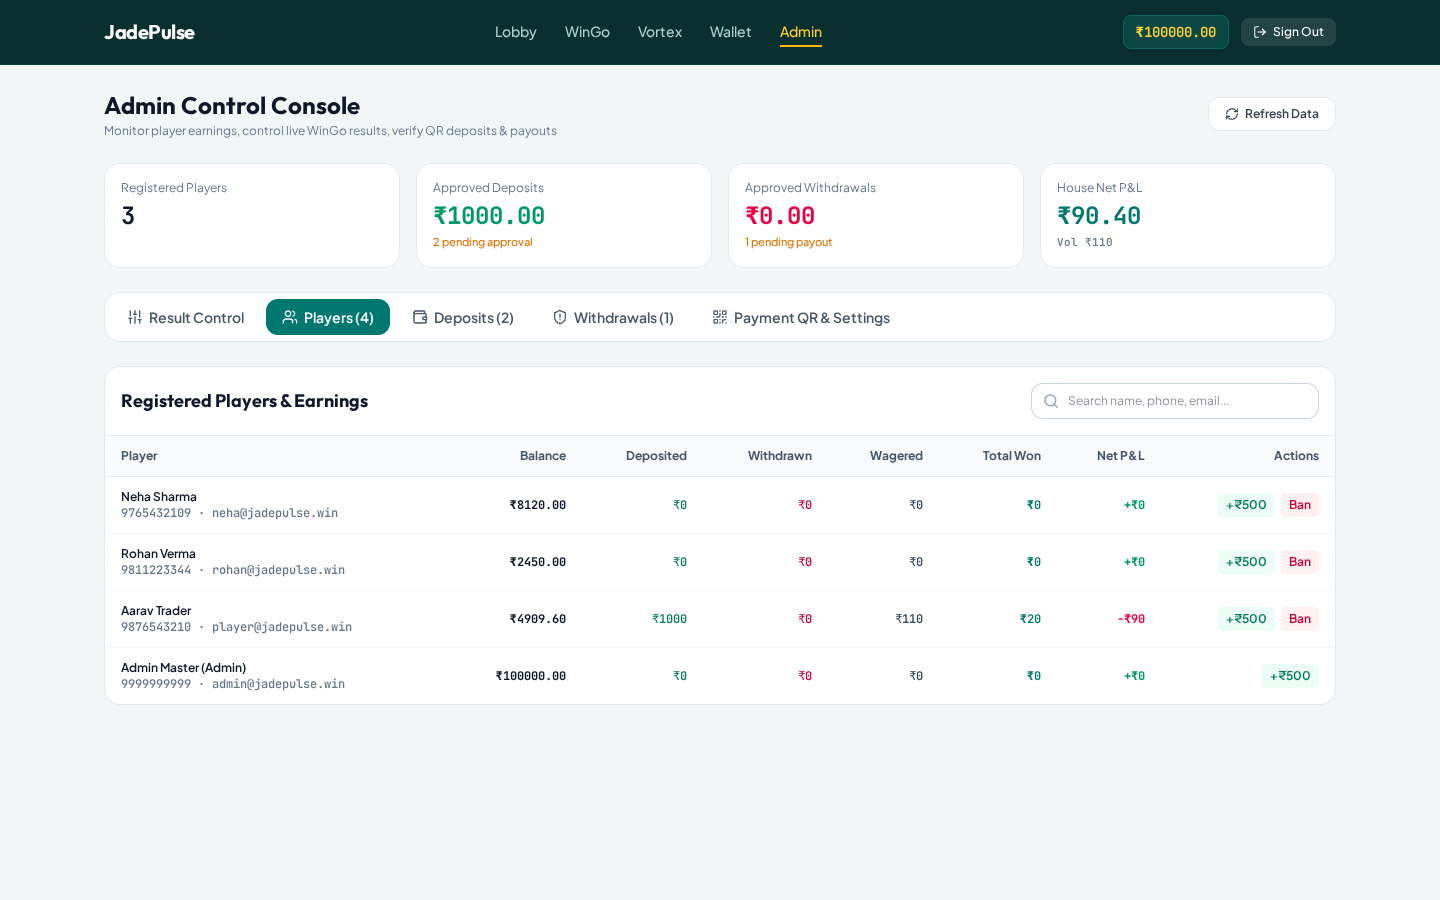 JadePulse
Lobby WinGo Vortex Wallet Admin
₹100000.00 Sign Out
Admin Control Console
Monitor player earnings, control live WinGo results, verify QR deposits & payouts
Refresh Data
Registered Players
3
Approved Deposits
₹1000.00
2 pending approval
Approved Withdrawals
₹0.00
1 pending payout
House Net P&L
₹90.40
Vol ₹110
Result Control Players (4) Deposits (2) Withdrawals (1) Payment QR & Settings
Registered Players & Earnings
Search name, phone, email...
Player Balance Deposited Withdrawn Wagered Total Won Net P&L Actions
Neha Sharma
9765432109 · neha@jadepulse.win
₹8120.00 ₹0 ₹0 ₹0 ₹0 +₹0 +₹500 Ban
Rohan Verma
9811223344 · rohan@jadepulse.win
₹2450.00 ₹0 ₹0 ₹0 ₹0 +₹0 +₹500 Ban
Aarav Trader
9876543210 · player@jadepulse.win
₹4909.60 ₹1000 ₹0 ₹110 ₹20 -₹90 +₹500 Ban
Admin Master (Admin)
9999999999 · admin@jadepulse.win
₹100000.00 ₹0 ₹0 ₹0 ₹0 +₹0 +₹500